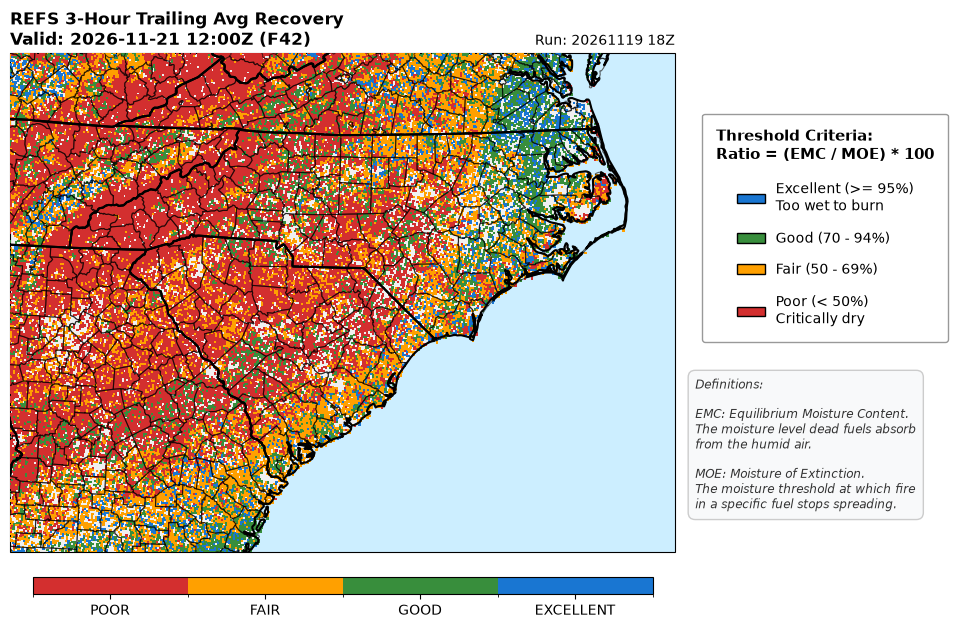 REFS 3-Hour Trailing Avg Recovery
Valid: 2026-11-21 12:00Z (F42)
Run: 20261119 18Z
Threshold Criteria:
Ratio = (EMC / MOE) * 100
Excellent (>= 95%)
Too wet to burn
Good (70 - 94%)
Fair (50 - 69%)
Poor (< 50%)
Critically dry
Definitions:
EMC: Equilibrium Moisture Content.
The moisture level dead fuels absorb
from the humid air.
MOE: Moisture of Extinction.
The moisture threshold at which fire
in a specific fuel stops spreading.
POOR
FAIR
GOOD
EXCELLENT